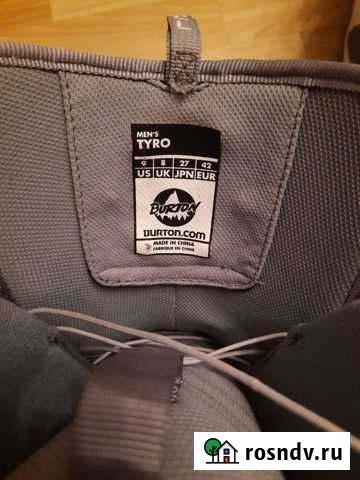 MEN'S
TYRO
9 8 27 42
US UK JPN EUR
BURTON
BURTON.COM
MADE IN CHINA
FABRIQUÉ EN CHINE
rosndv.ru